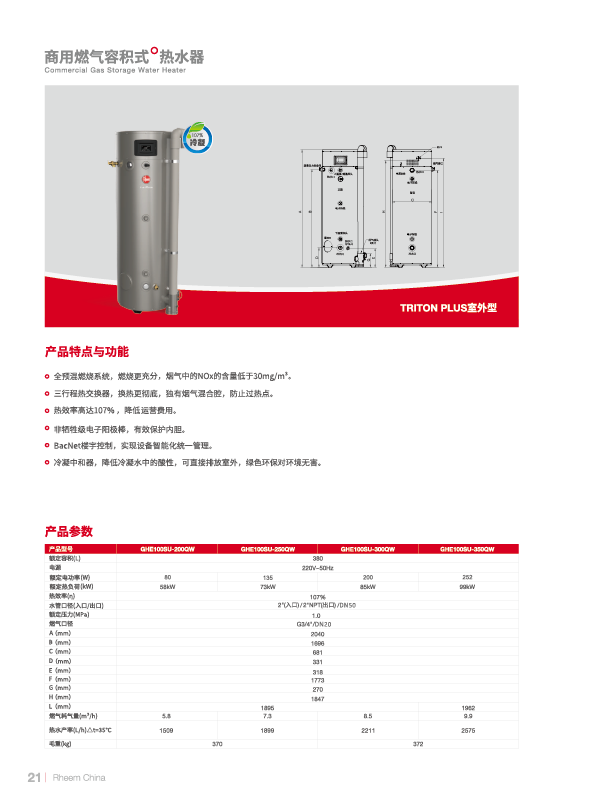 商用燃气容积式热水器
Commercial Gas Storage Water Heater
107%
冷凝
TRITON PLUS室外型
产品特点与功能
全预混燃烧系统，燃烧更充分，烟气中的NOx的含量低于30mg/m³。
三行程热交换器，换热更彻底，独有烟气混合腔，防止过热点。
热效率高达107%，降低运营费用。
非牺牲级电子阳极棒，有效保护内胆。
BacNet楼宇控制，实现设备智能化统一管理。
冷凝中和器，降低冷凝水中的酸性，可直接排放室外，绿色环保对环境无害。
产品参数
产品型号 GHE100SU-200QW GHE100SU-250QW GHE100SU-300QW GHE100SU-350QW
额定容积(L) 380
电源 220V~50Hz
额定电功率(W) 80 135 200 252
额定热负荷(kW) 58kW 73kW 85kW 99kW
热效率(η) 107%
水管口径(入口/出口) 2"(入口)/2"NPT(出口)/DN50
额定压力(MPa) 1.0
燃气口径 G3/4"/DN20
A (mm) 2040
B (mm) 1696
C (mm) 681
D (mm) 331
E (mm) 318
F (mm) 1773
G (mm) 270
H (mm) 1847
L (mm) 1895 1962
燃气耗气量(m³/h) 5.8 7.3 8.5 9.9
热水产率(L/h)△t=35℃ 1509 1899 2211 2575
毛重(kg) 370 372
21 | Rheem China